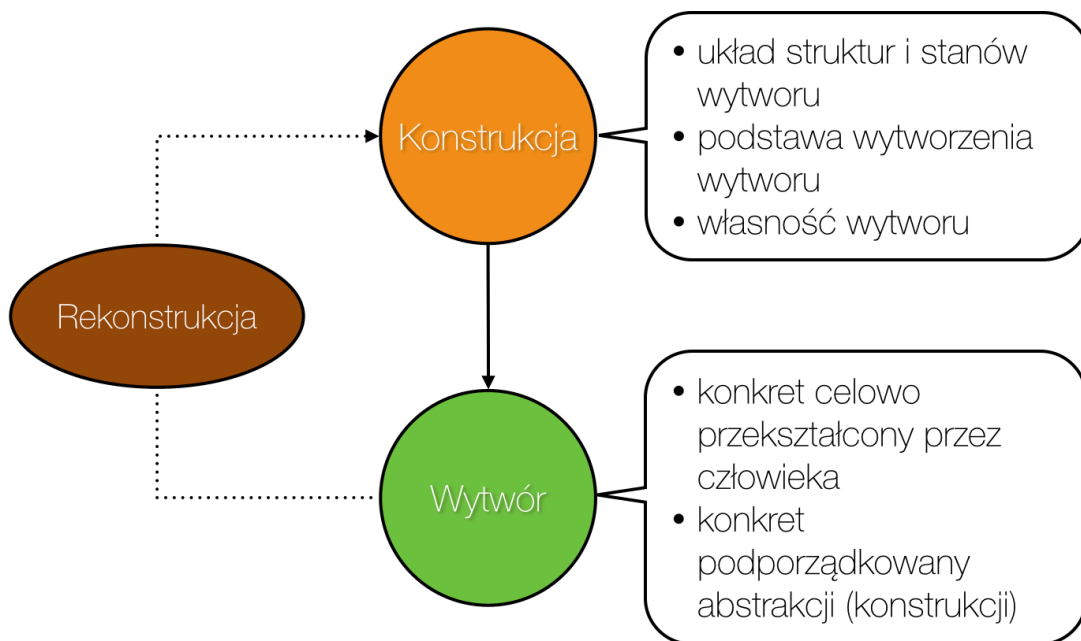 Konstrukcja
• układ struktur i stanów
wytworu
• podstawa wytworzenia
wytworu
• własność wytworu
Rekonstrukcja
Wytwór
• konkret celowo
przekształcony przez
człowieka
• konkret
podporządkowany
abstrakcji (konstrukcji)